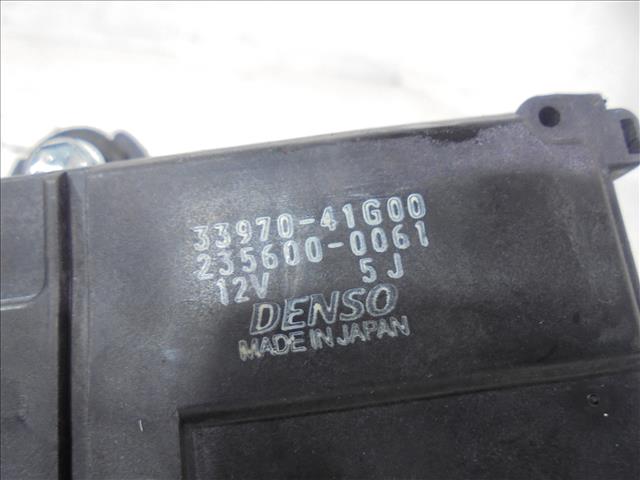 33970-41G00
235600-0061
12V 5J
DENSO
MADE IN JAPAN